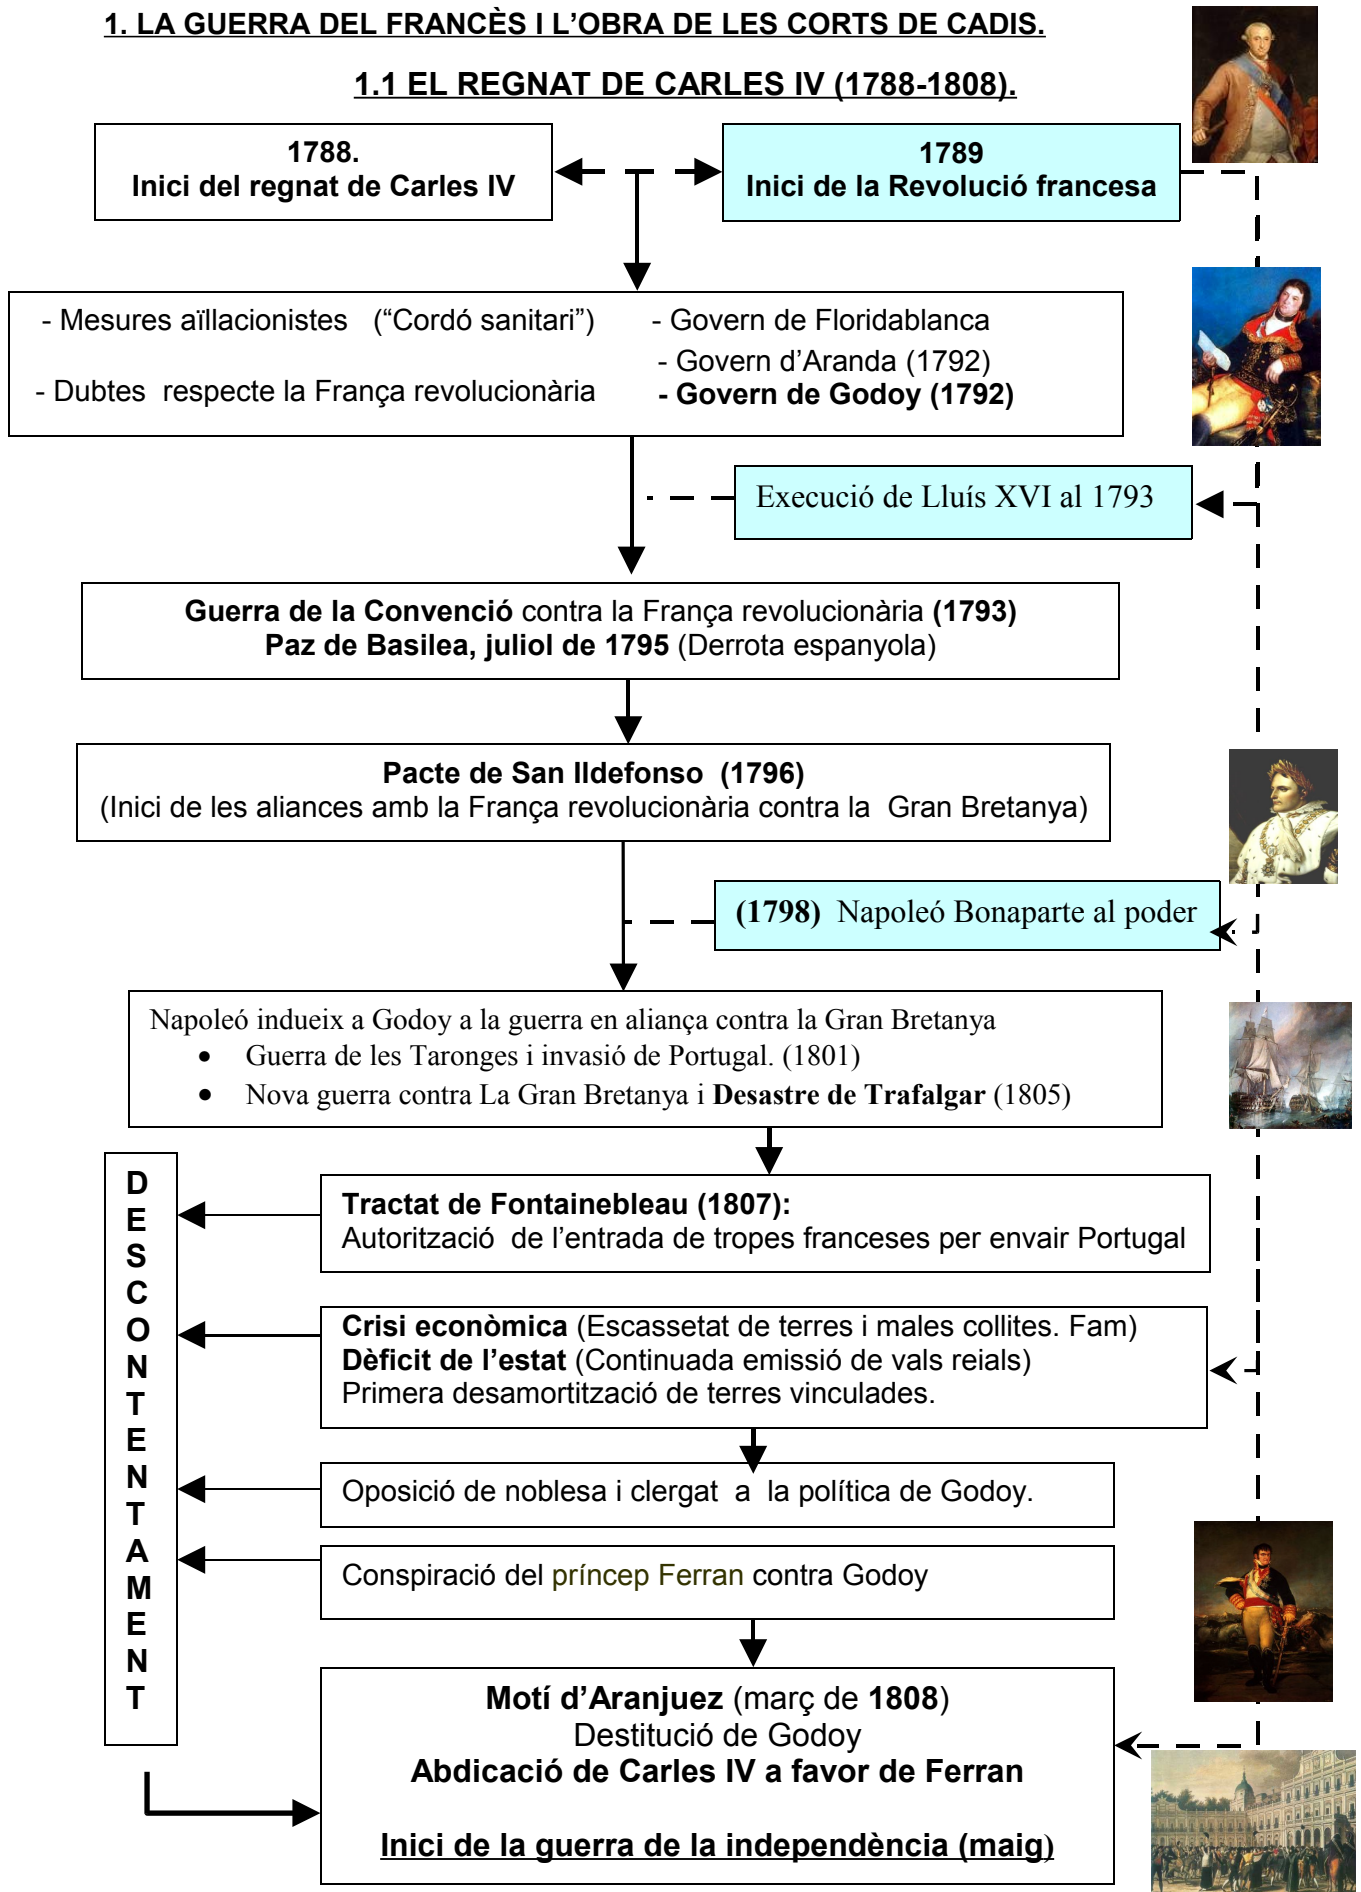 1. LA GUERRA DEL FRANCÈS I L’OBRA DE LES CORTS DE CADIS.
1.1 EL REGNAT DE CARLES IV (1788-1808).
1788.
Inici del regnat de Carles IV
1789
Inici de la Revolució francesa
- Mesures aïllacionistes (“Cordó sanitari”)
- Dubtes respecte la França revolucionària
- Govern de Floridablanca
- Govern d’Aranda (1792)
- Govern de Godoy (1792)
Execució de Lluís XVI al 1793
Guerra de la Convenció contra la França revolucionària (1793)
Paz de Basilea, juliol de 1795 (Derrota espanyola)
Pacte de San Ildefonso (1796)
(Inici de les aliances amb la França revolucionària contra la Gran Bretanya)
(1798) Napoleó Bonaparte al poder
Napoleó indueix a Godoy a la guerra en aliança contra la Gran Bretanya
• Guerra de les Taronges i invasió de Portugal. (1801)
• Nova guerra contra La Gran Bretanya i Desastre de Trafalgar (1805)
DESCONTENTAMENT
Tractat de Fontainebleau (1807):
Autorització de l’entrada de tropes franceses per envair Portugal
Crisi econòmica (Escassetat de terres i males collites. Fam)
Dèficit de l’estat (Continuada emissió de vals reials)
Primera desamortització de terres vinculades.
Oposició de noblesa i clergat a la política de Godoy.
Conspiració del príncep Ferran contra Godoy
Motí d’Aranjuez (març de 1808)
Destitució de Godoy
Abdicació de Carles IV a favor de Ferran
Inici de la guerra de la independència (maig)